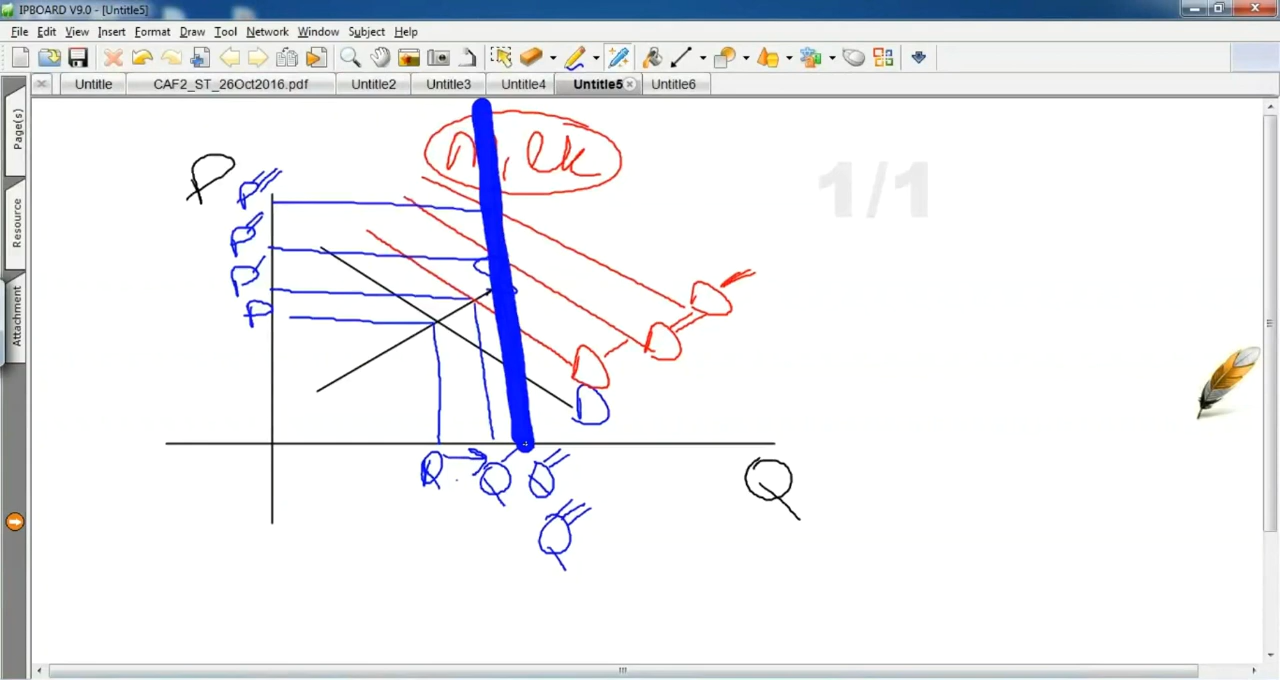 IPBOARD V9.0 - [Untitle5]
File Edit View Insert Format Draw Tool Network Window Subject Help
Untitle CAF2_ST_26Oct2016.pdf Untitle2 Untitle3 Untitle4 Untitle5 Untitle6
Page(s)
Resource
Attachment
1/1
Milk
P
P'''
P''
P'
P
D''
D''
D'
D
Q Q' Q''
Q'''
Q